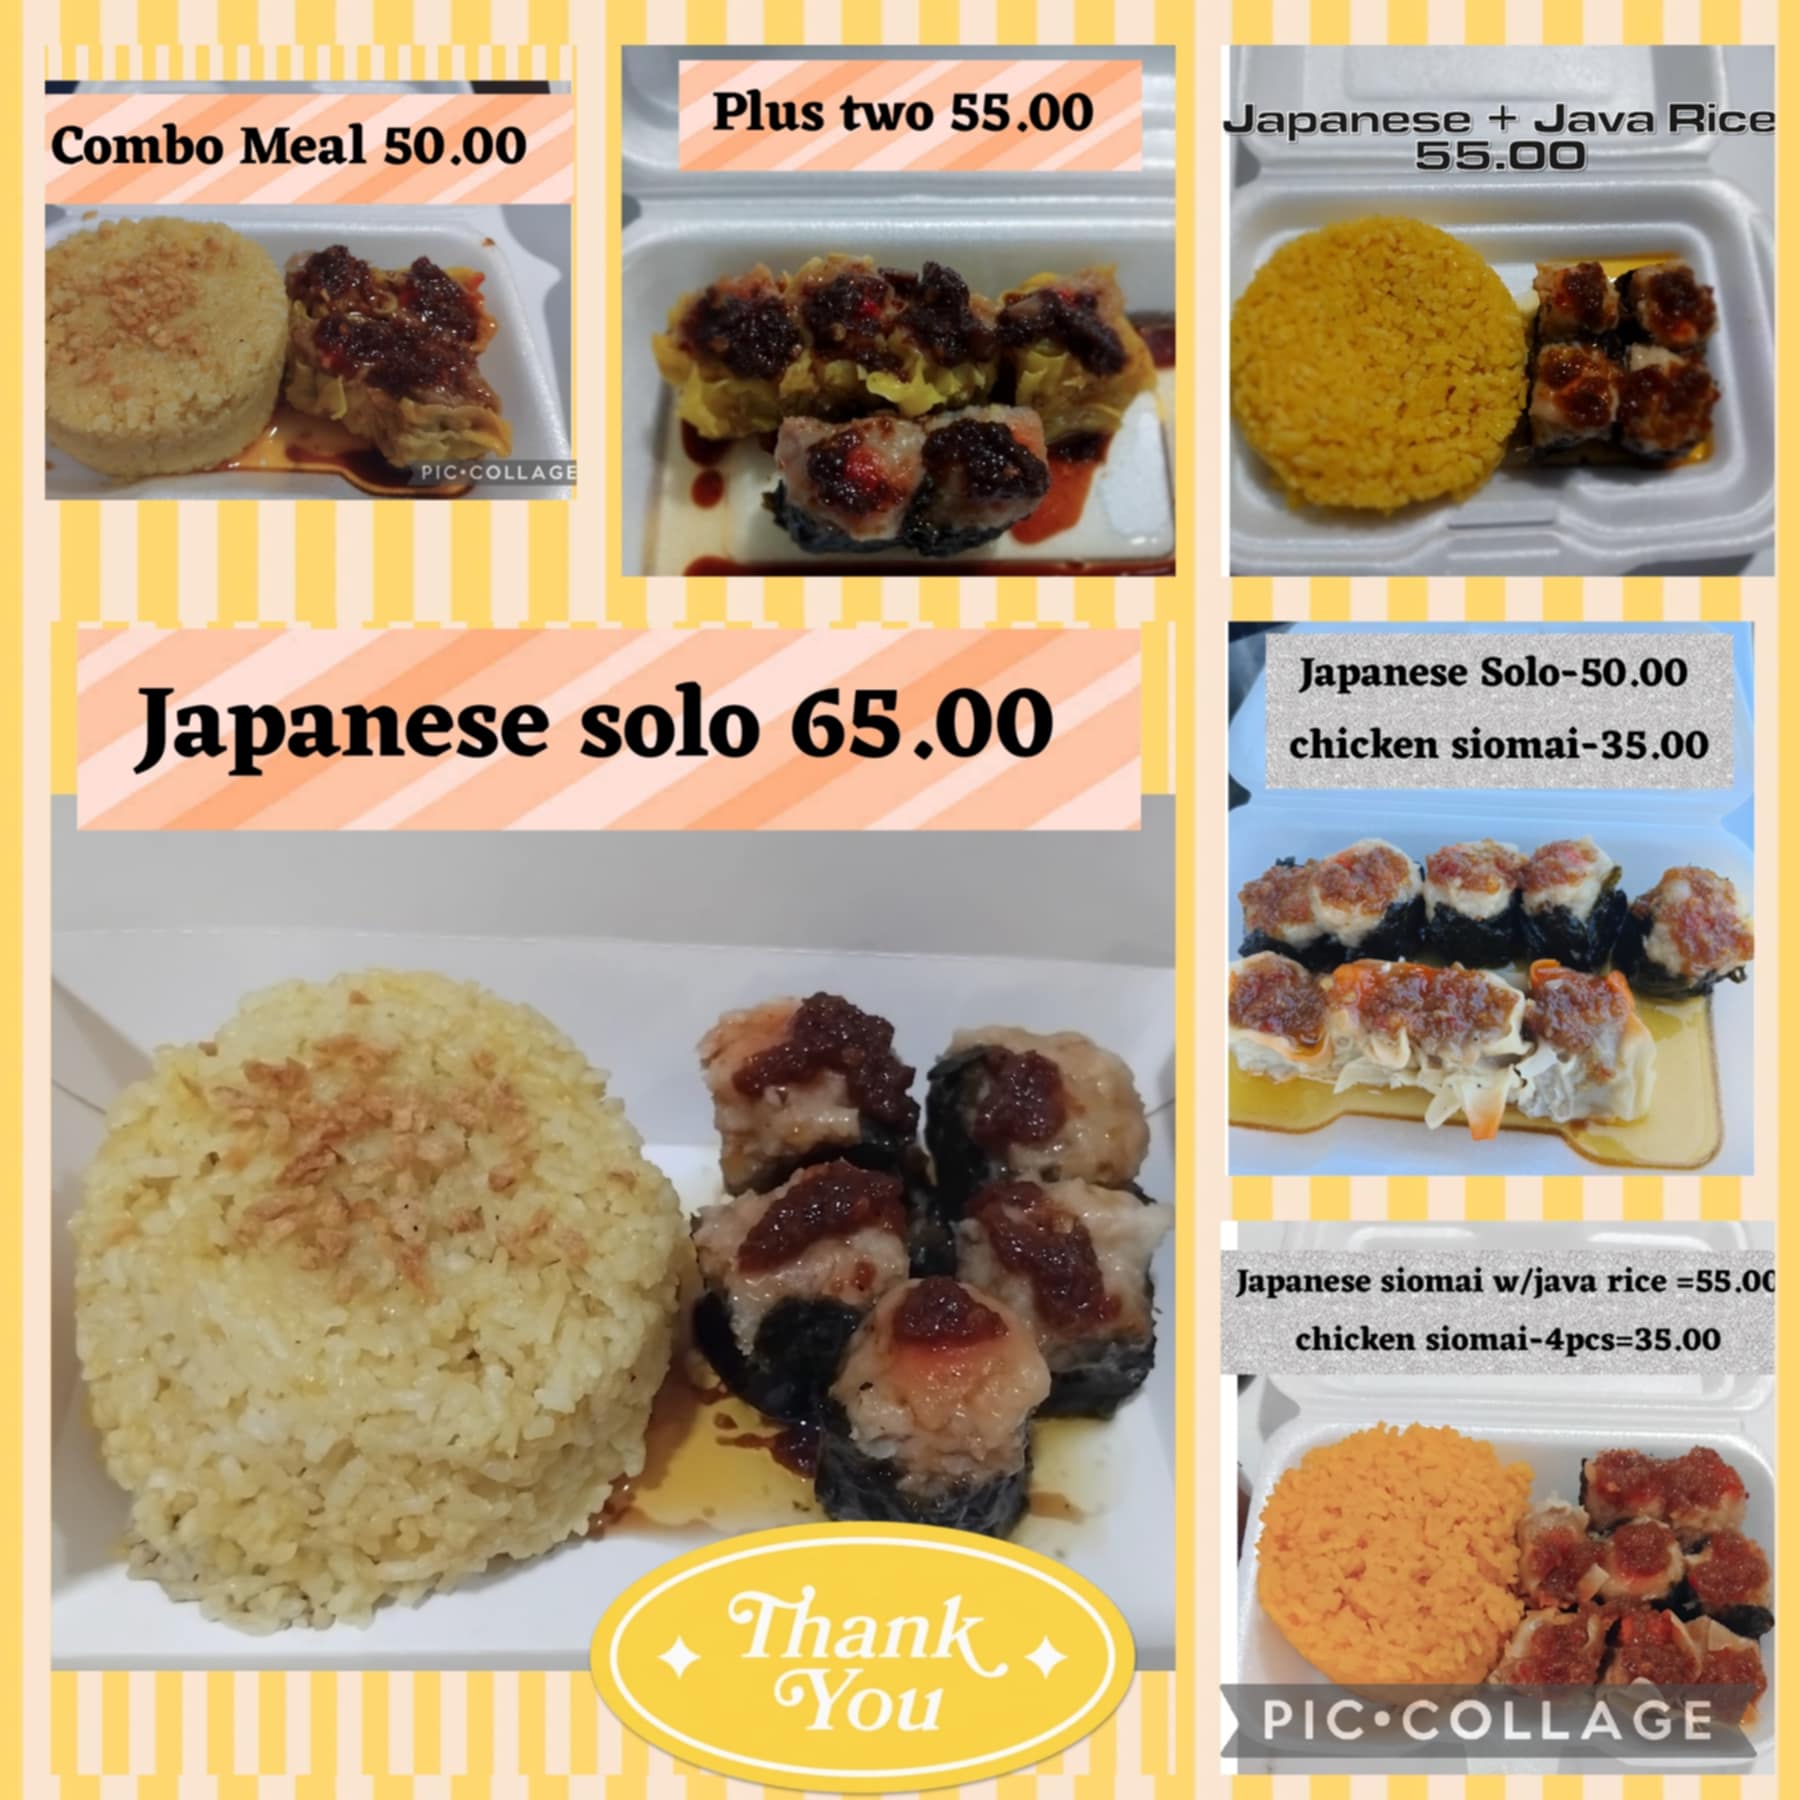 Combo Meal 50.00
PIC•COLLAGE
Plus two 55.00
Japanese + Java Rice
55.00
Japanese solo 65.00
Japanese Solo-50.00
chicken siomai-35.00
Japanese siomai w/java rice =55.00
chicken siomai-4pcs=35.00
Thank
You
PIC•COLLAGE